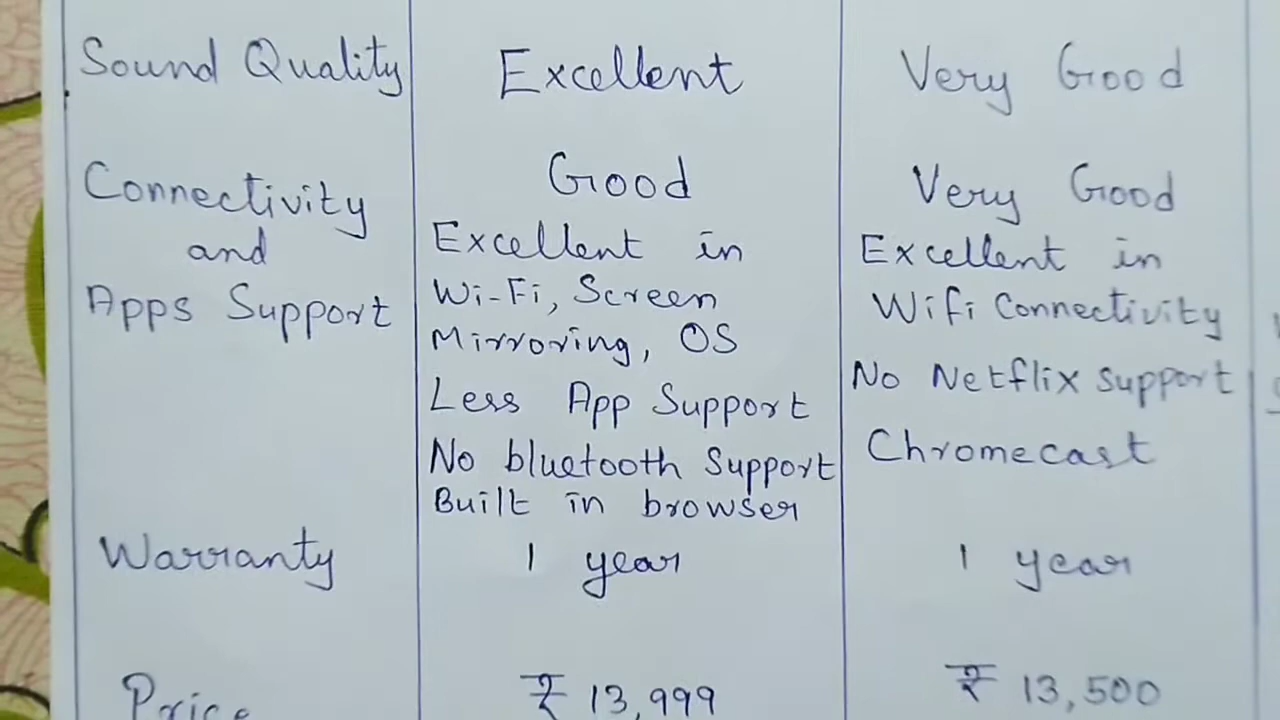 Sound Quality
Excellent
Very Good
Connectivity
and
Apps Support
Good
Excellent in
Wi-Fi, Screen
Mirroring, OS
Less App Support
No bluetooth Support
Built in browser
Very Good
Excellent in
Wifi Connectivity
No Netflix Support
Chromecast
Warranty
1 year
1 year
Price
₹ 13,999
₹ 13,500